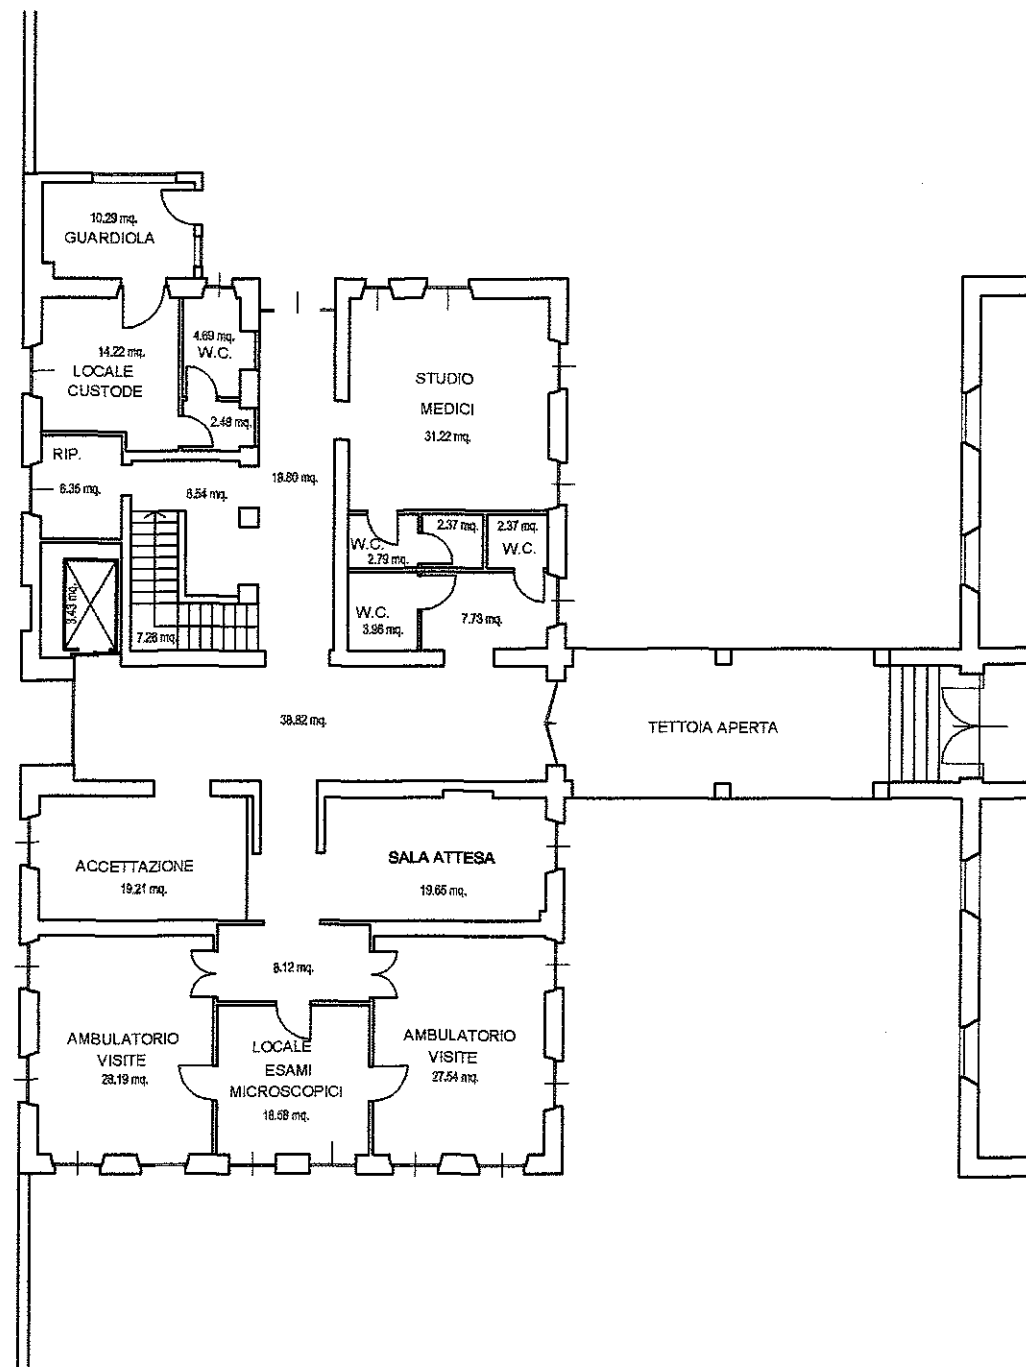 10.29 mq.
GUARDIOLA
4.69 mq.
W.C.
14.22 mq.
LOCALE
CUSTODE
STUDIO
MEDICI
31.22 mq.
2.48 mq.
RIP.
6.35 mq.
8.54 mq.
19.80 mq.
2.37 mq.
2.37 mq.
W.C.
W.C.
2.79 mq.
3.43 mq.
W.C.
3.96 mq.
7.73 mq.
7.28 mq.
38.82 mq.
TETTOIA APERTA
ACCETTAZIONE
19.21 mq.
SALA ATTESA
19.65 mq.
8.12 mq.
AMBULATORIO
VISITE
28.19 mq.
LOCALE
ESAMI
MICROSCOPICI
18.58 mq.
AMBULATORIO
VISITE
27.54 mq.